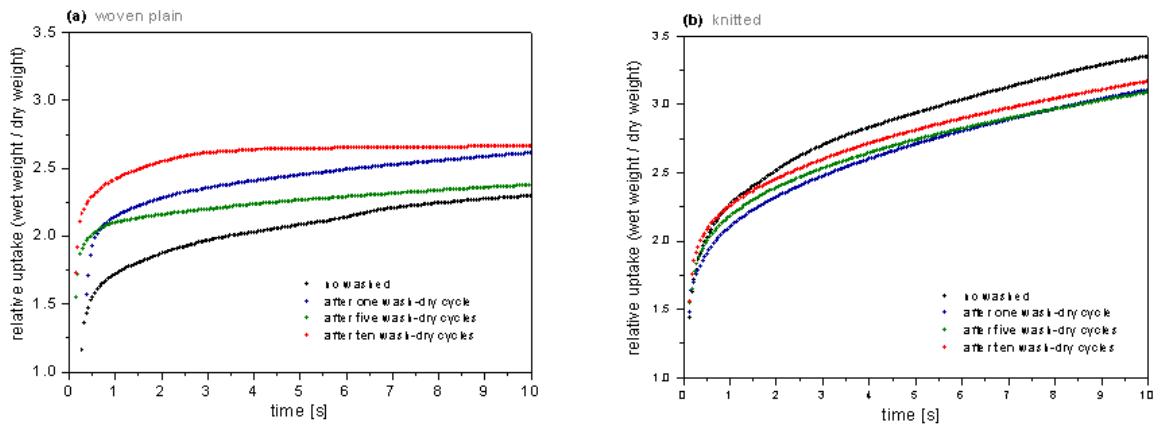 (a) woven plain
relative uptake (wet weight / dry weight)
3.5
3.0
2.5
2.0
1.5
1.0
0 1 2 3 4 5 6 7 8 9 10
time [s]
no washed
after one wash-dry cycle
after five wash-dry cycles
after ten wash-dry cycles
(b) knitted
relative uptake (wet weight / dry weight)
3.5
3.0
2.5
2.0
1.5
1.0
0 1 2 3 4 5 6 7 8 9 10
time [s]
no washed
after one wash-dry cycle
after five wash-dry cycles
after ten wash-dry cycles